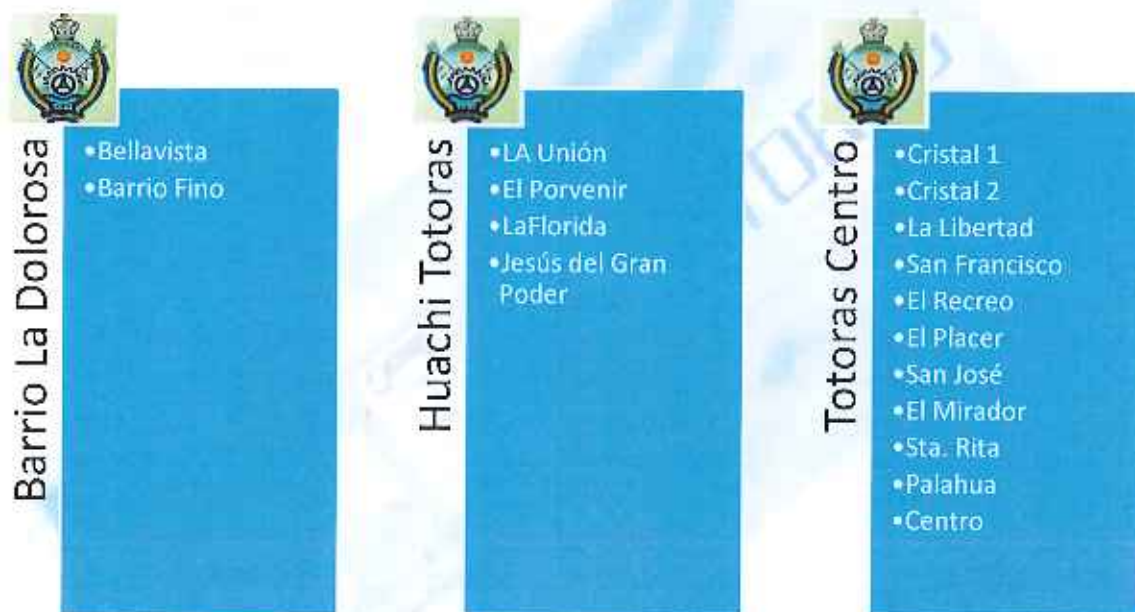 Barrio La Dolorosa
•Bellavista
•Barrio Fino
Huachi Totoras
•LA Unión
•El Porvenir
•LaFlorida
•Jesús del Gran
Poder
Totoras Centro
•Cristal 1
•Cristal 2
•La Libertad
•San Francisco
•El Recreo
•El Placer
•San José
•El Mirador
•Sta. Rita
•Palahua
•Centro